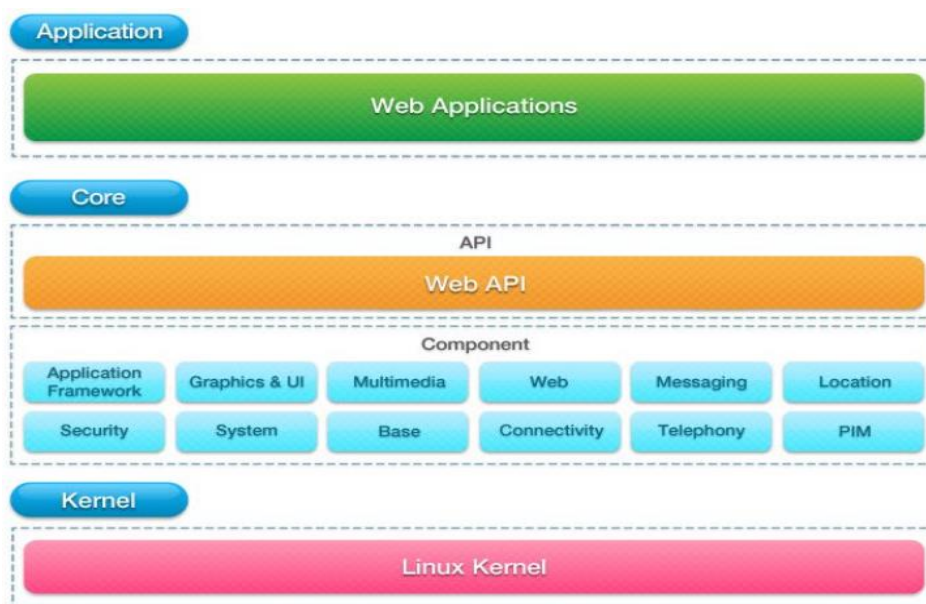 Application
Web Applications
Core
API
Web API
Component
Application Framework
Graphics & UI
Multimedia
Web
Messaging
Location
Security
System
Base
Connectivity
Telephony
PIM
Kernel
Linux Kernel